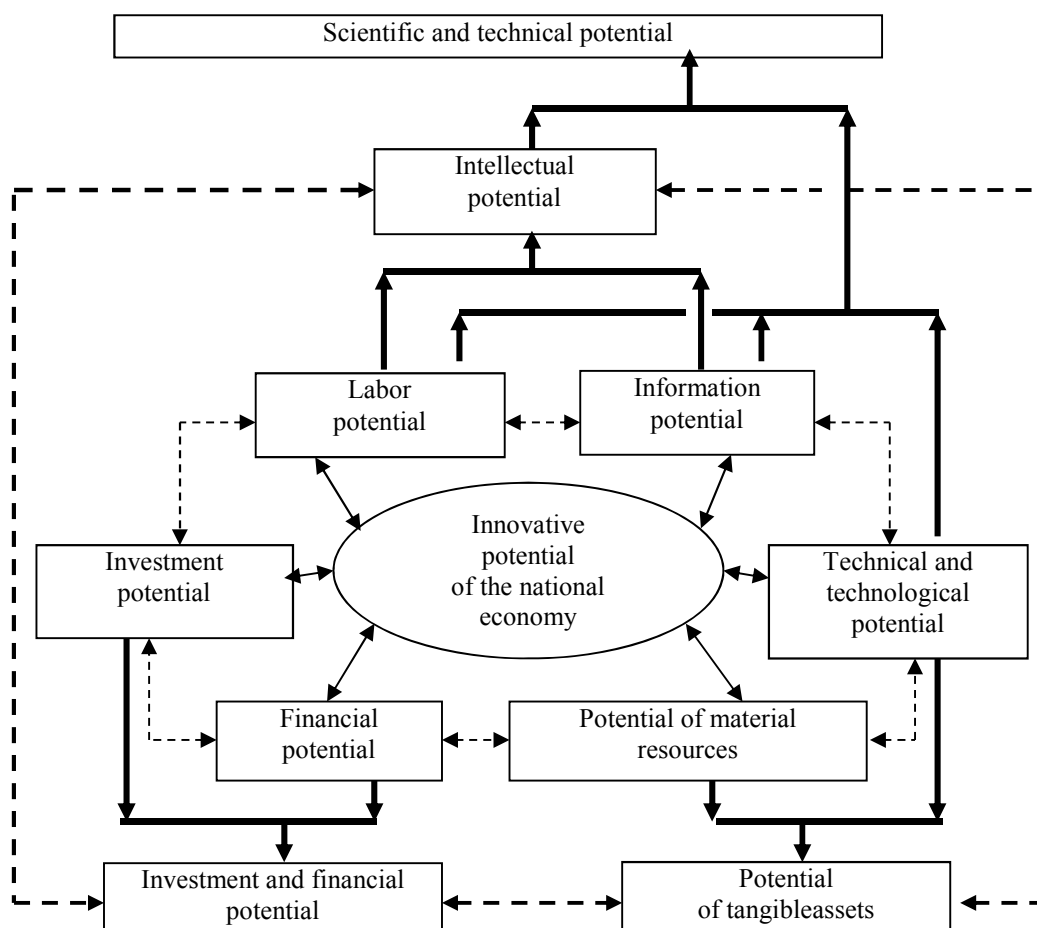 Scientific and technical potential
Intellectual
potential
Labor
potential
Information
potential
Innovative
potential
of the national
economy
Investment
potential
Technical and
technological
potential
Financial
potential
Potential of material
resources
Investment and financial
potential
Potential
of tangibleassets